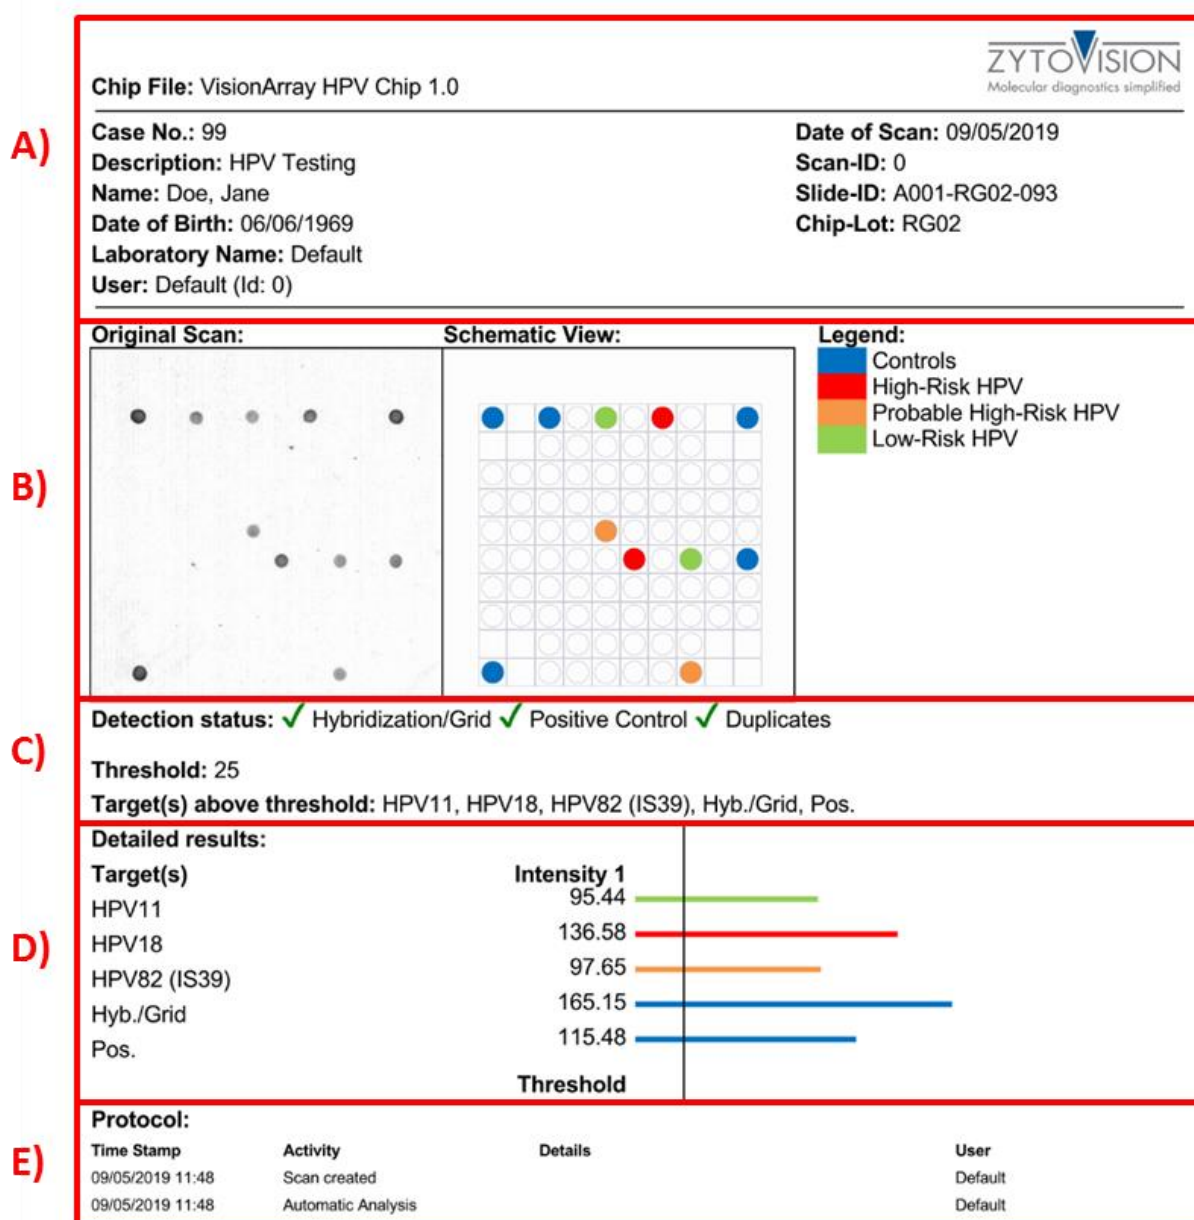 A)
ZYTOVISION
Molecular diagnostics simplified
Chip File: VisionArray HPV Chip 1.0
Case No.: 99
Date of Scan: 09/05/2019
Description: HPV Testing
Scan-ID: 0
Name: Doe, Jane
Slide-ID: A001-RG02-093
Date of Birth: 06/06/1969
Chip-Lot: RG02
Laboratory Name: Default
User: Default (Id: 0)
B)
Original Scan:
Schematic View:
Legend:
Controls
High-Risk HPV
Probable High-Risk HPV
Low-Risk HPV
C)
Detection status: ✓ Hybridization/Grid ✓ Positive Control ✓ Duplicates
Threshold: 25
Target(s) above threshold: HPV11, HPV18, HPV82 (IS39), Hyb./Grid, Pos.
D)
Detailed results:
Target(s) Intensity 1
HPV11 95.44
HPV18 136.58
HPV82 (IS39) 97.65
Hyb./Grid 165.15
Pos. 115.48
Threshold
E)
Protocol:
Time Stamp Activity Details User
09/05/2019 11:48 Scan created Default
09/05/2019 11:48 Automatic Analysis Default